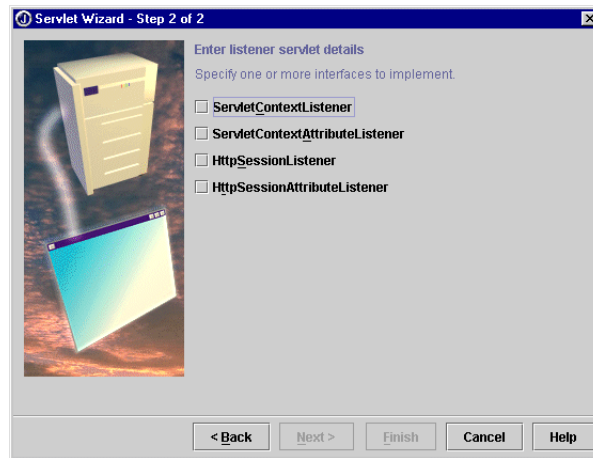 Servlet Wizard - Step 2 of 2
Enter listener servlet details
Specify one or more interfaces to implement.
ServletContextListener
ServletContextAttributeListener
HttpSessionListener
HttpSessionAttributeListener
< Back Next > Finish Cancel Help